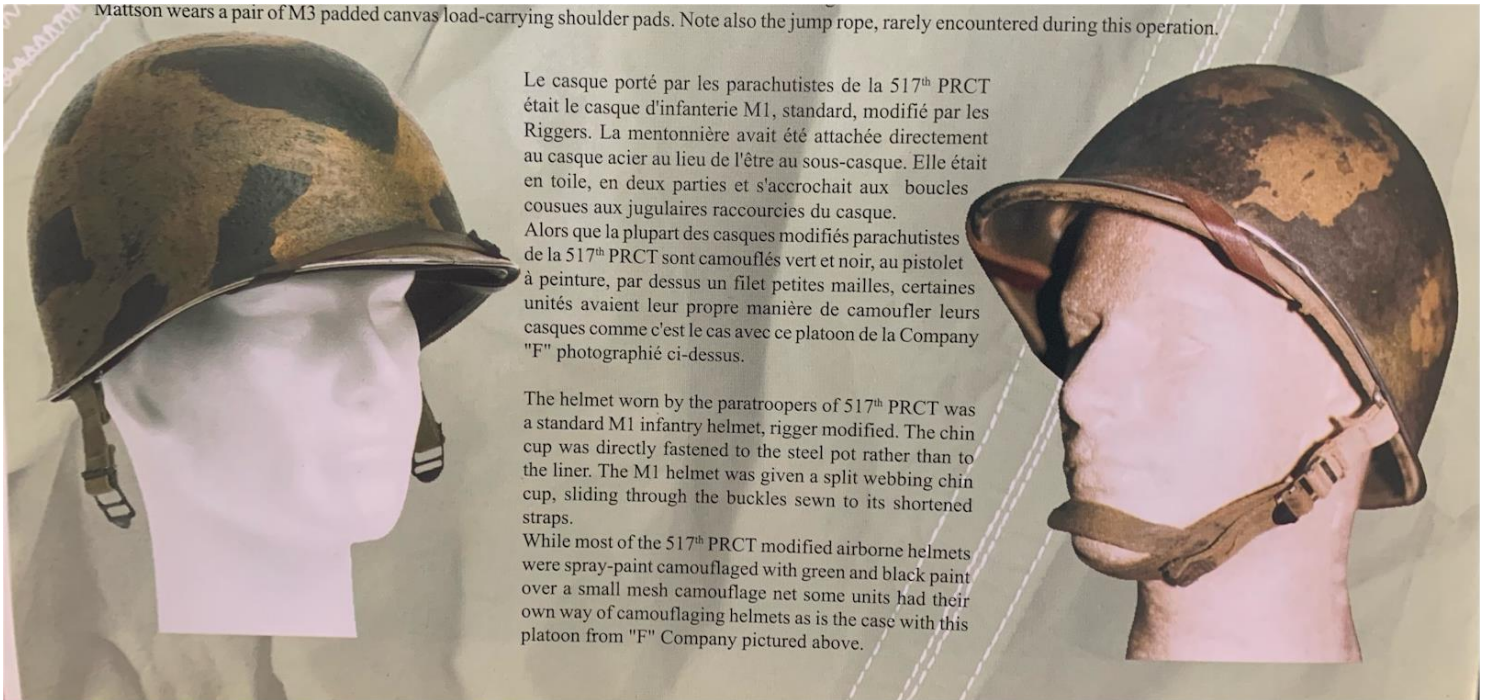 Mattson wears a pair of M3 padded canvas load-carrying shoulder pads. Note also the jump rope, rarely encountered during this operation.
Le casque porté par les parachutistes de la 517th PRCT
était le casque d'infanterie M1, standard, modifié par les
Riggers. La mentonnière avait été attachée directement
au casque acier au lieu de l'être au sous-casque. Elle était
en toile, en deux parties et s'accrochait aux boucles
cousues aux jugulaires raccourcies du casque.
Alors que la plupart des casques modifiés parachutistes
de la 517th PRCT sont camouflés vert et noir, au pistolet
à peinture, par dessus un filet petites mailles, certaines
unités avaient leur propre manière de camoufler leurs
casques comme c'est le cas avec ce platoon de la Company
"F" photographié ci-dessus.
The helmet worn by the paratroopers of 517th PRCT was
a standard M1 infantry helmet, rigger modified. The chin
cup was directly fastened to the steel pot rather than to
the liner. The M1 helmet was given a split webbing chin
cup, sliding through the buckles sewn to its shortened
straps.
While most of the 517th PRCT modified airborne helmets
were spray-paint camouflaged with green and black paint
over a small mesh camouflage net some units had their
own way of camouflaging helmets as is the case with this
platoon from "F" Company pictured above.